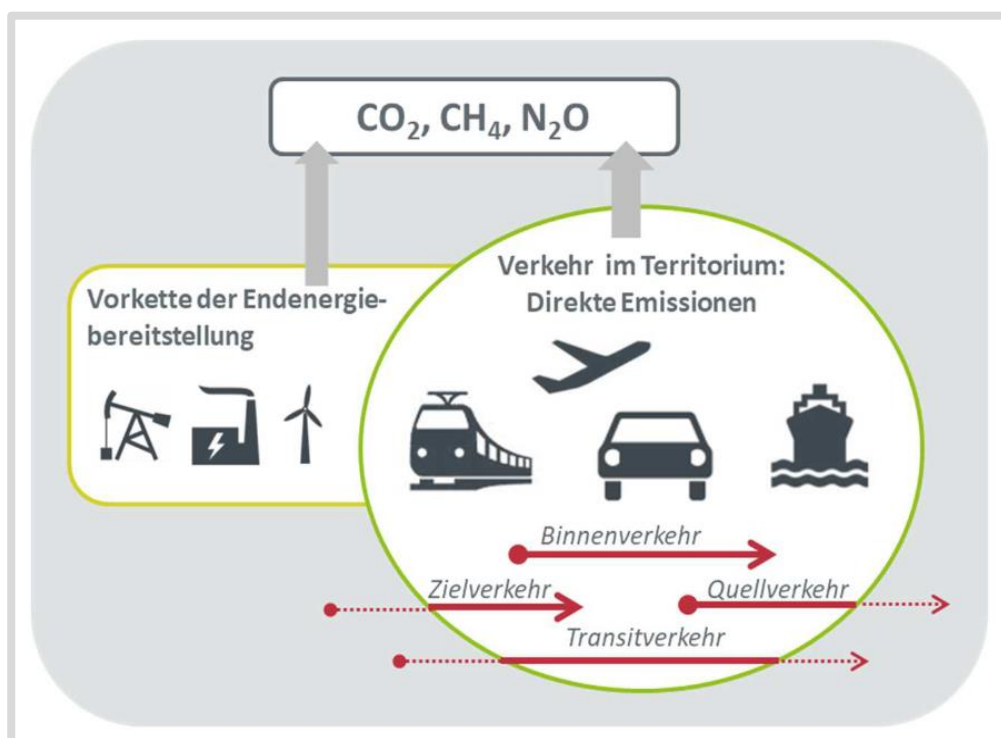 CO₂, CH₄, N₂O
Vorkette der Endenergie-
bereitstellung
Verkehr im Territorium:
Direkte Emissionen
Binnenverkehr
Zielverkehr
Quellverkehr
Transitverkehr